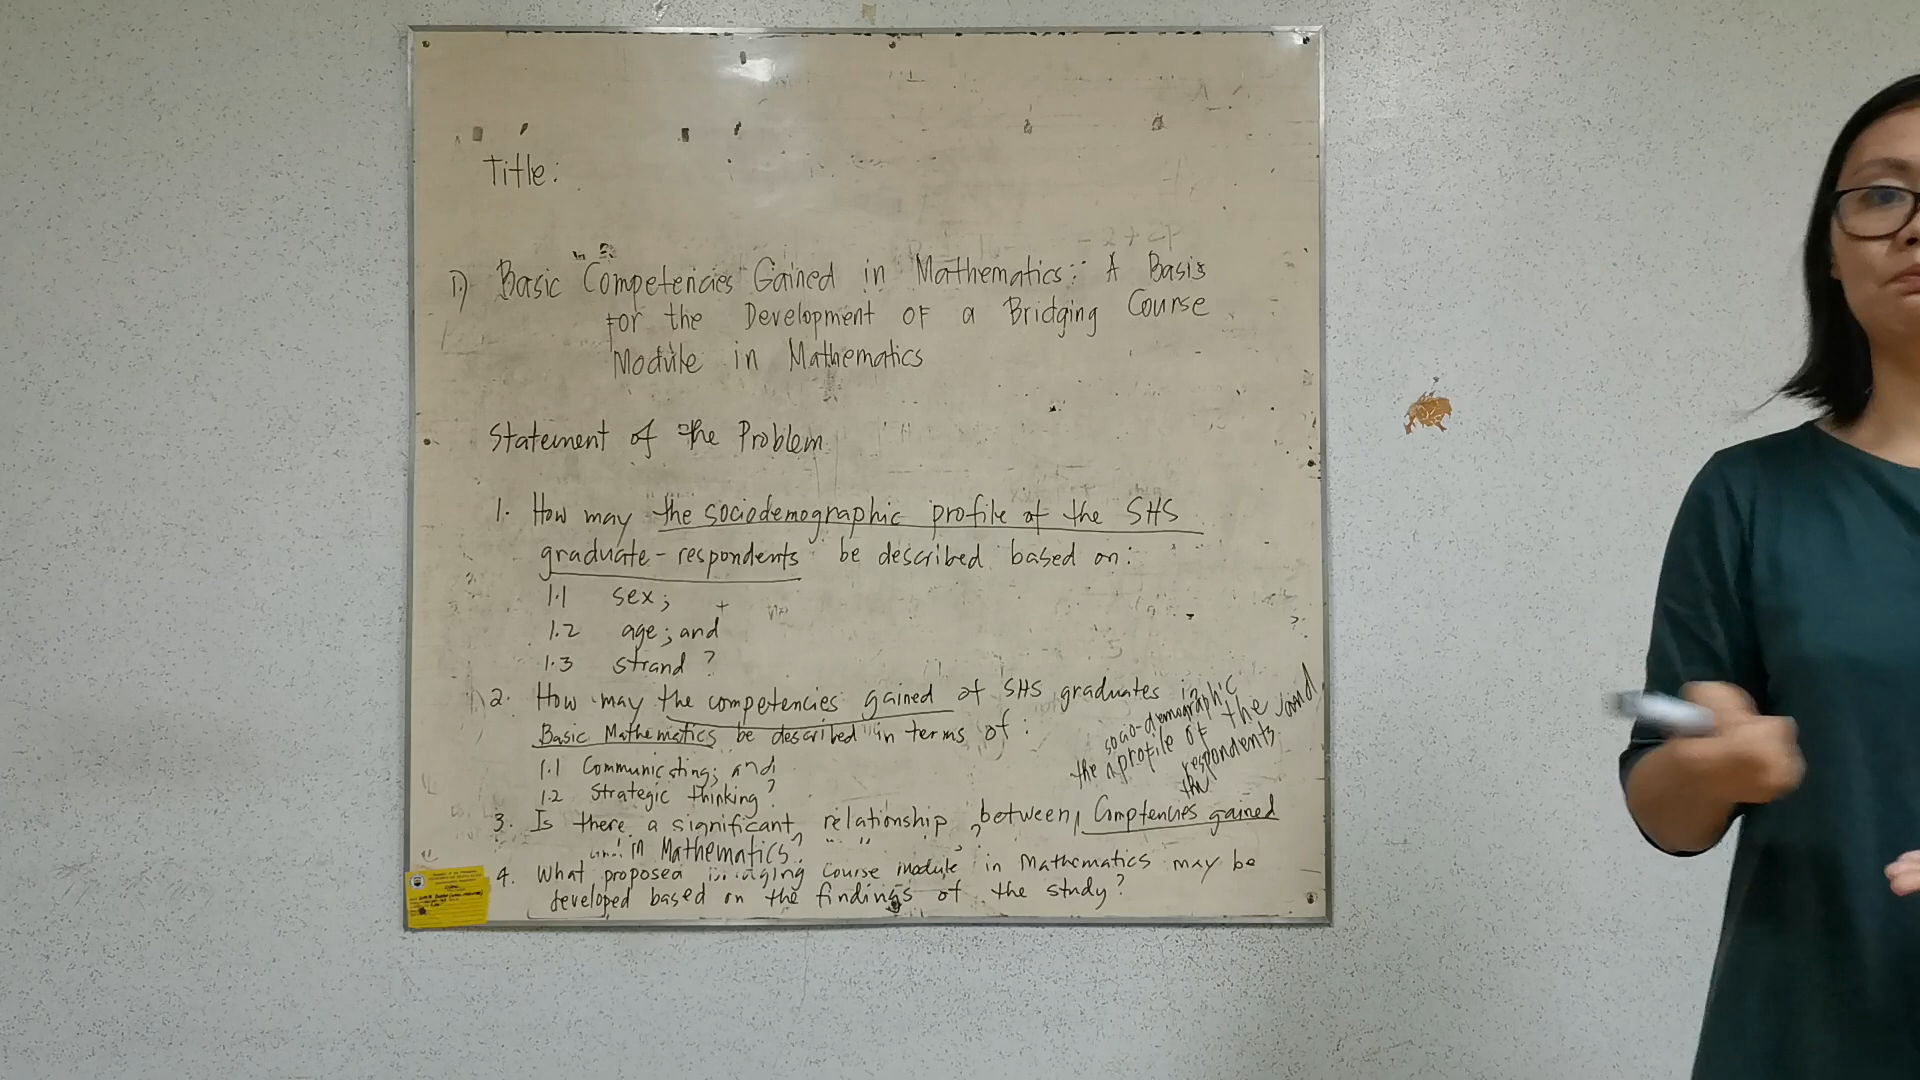 Title:
1) Basic Competencies Gained in Mathematics: A Basis
for the Development of a Bridging Course
Module in Mathematics
Statement of the Problem
1. How may the sociodemographic profile of the SHS
graduate-respondents be described based on:
1.1 sex;
1.2 age; and
1.3 strand?
2. How may the competencies gained of SHS graduates in
Basic Mathematics be described in terms of:
1.1 Communicating; and
1.2 Strategic thinking?
the socio-demographic
profile of the
respondents and
the
3. Is there a significant relationship between Comptencies gained
in Mathematics?
4. What proposed course module in Mathematics may be
developed based on the findings of the study?